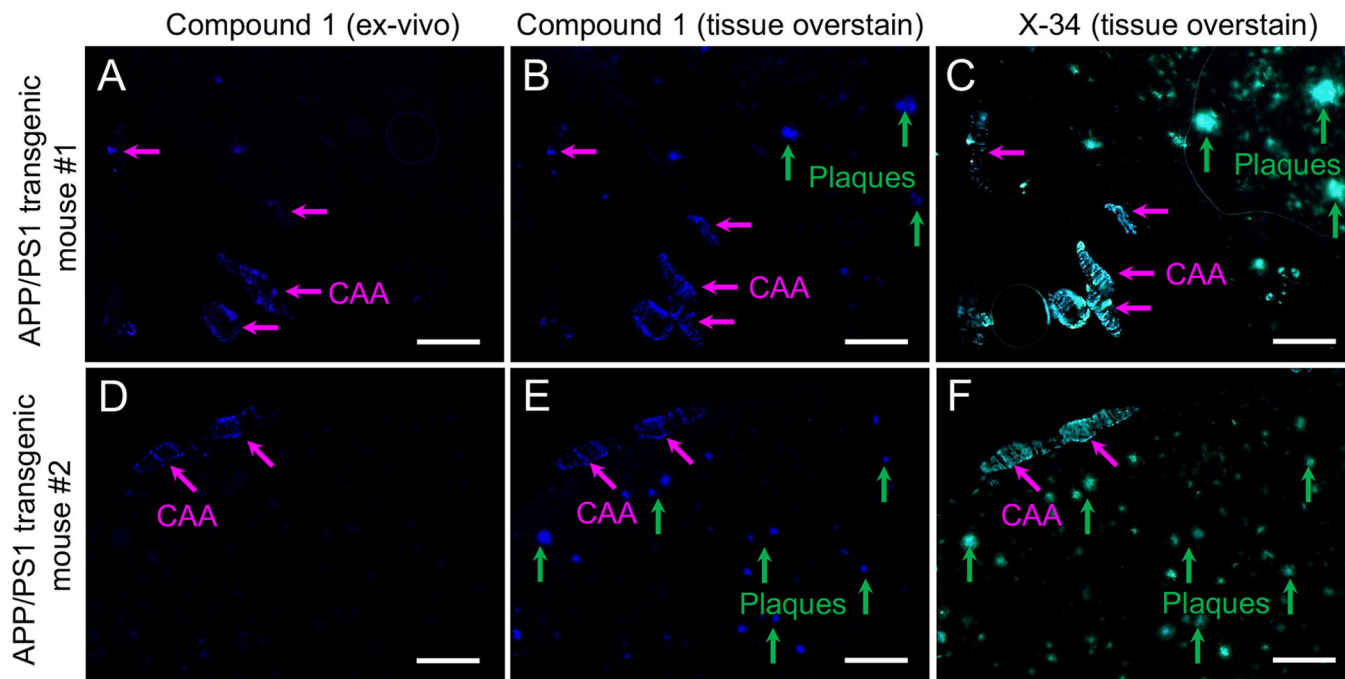 Compound 1 (ex-vivo)
Compound 1 (tissue overstain)
X-34 (tissue overstain)
APP/PS1 transgenic
mouse #1
A
CAA
B
Plaques
CAA
C
Plaques
CAA
APP/PS1 transgenic
mouse #2
D
CAA
E
CAA
Plaques
F
CAA
Plaques